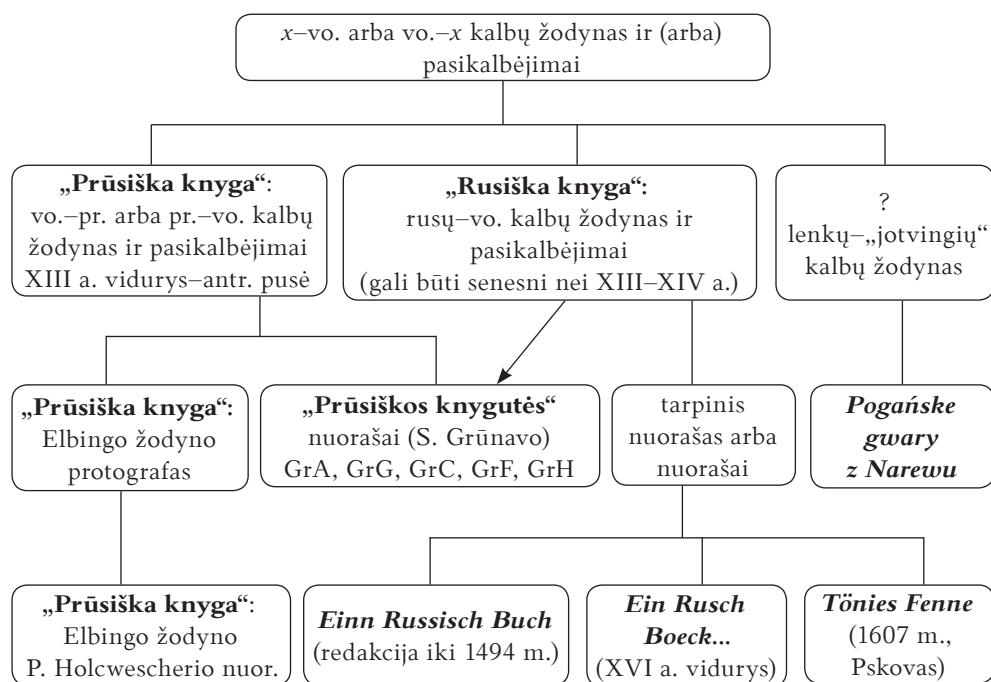 x–vo. arba vo.–x kalbų žodynas ir (arba)
pasikalbėjimai
„Prūsiška knyga“:
vo.–pr. arba pr.–vo. kalbų
žodynas ir pasikalbėjimai
XIII a. vidurys–antr. pusė
„Rusiška knyga“:
rusų–vo. kalbų žodynas ir
pasikalbėjimai
(gali būti senesni nei XIII–XIV a.)
?
lenkų–„jotvingių“
kalbų žodynas
„Prūsiška knyga“:
Elbingo žodyno
protografas
„Prūsiškos knygutės“
nuorašai (S. Grūnavo)
GrA, GrG, GrC, GrF, GrH
tarpinis
nuorašas arba
nuorašai
Pogańske
gwary
z Narewu
„Prūsiška knyga“:
Elbingo žodyno
P. Holcwescherio nuor.
Einn Russisch Buch
(redakcija iki 1494 m.)
Ein Rusch
Boeck...
(XVI a. vidurys)
Tönies Fenne
(1607 m.,
Pskovas)